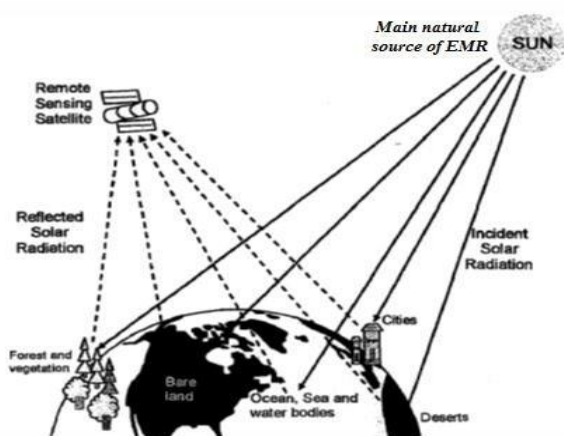 Main natural
source of EMR
SUN
Remote
Sensing
Satellite
Reflected
Solar
Radiation
Incident
Solar
Radiation
Cities
Forest and
vegetation
Bare
land
Ocean, Sea and
water bodies
Deserts